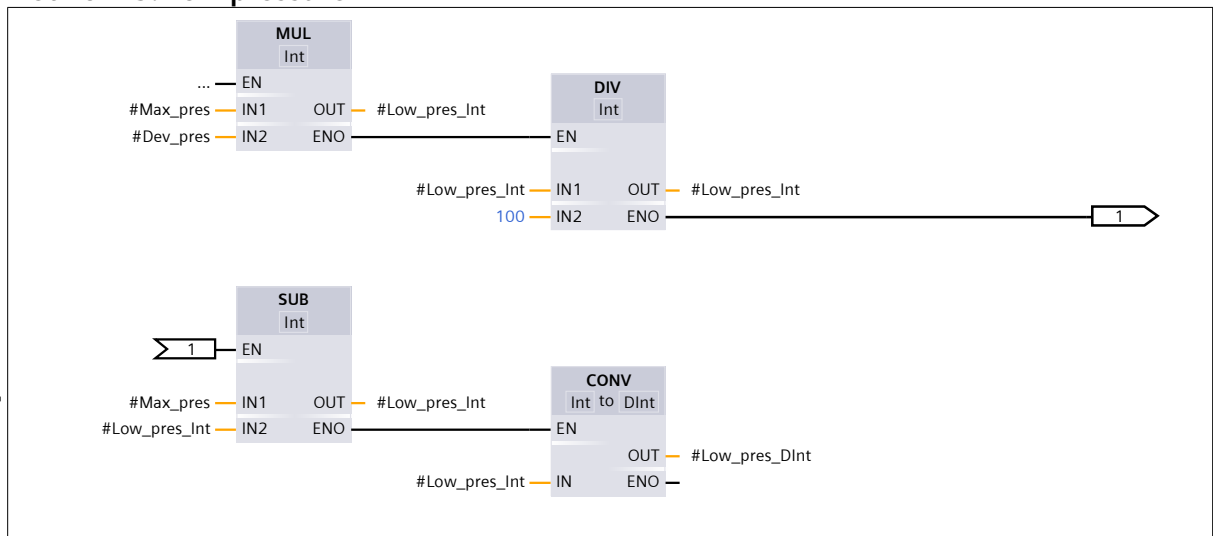 MUL
Int
... EN
#Max_pres IN1 OUT #Low_pres_Int
#Dev_pres IN2 ENO
DIV
Int
EN
#Low_pres_Int IN1 OUT #Low_pres_Int
100 IN2 ENO 1
SUB
Int
1 EN
#Max_pres IN1 OUT #Low_pres_Int
#Low_pres_Int IN2 ENO
CONV
Int to DInt
EN
OUT #Low_pres_DInt
#Low_pres_Int IN ENO